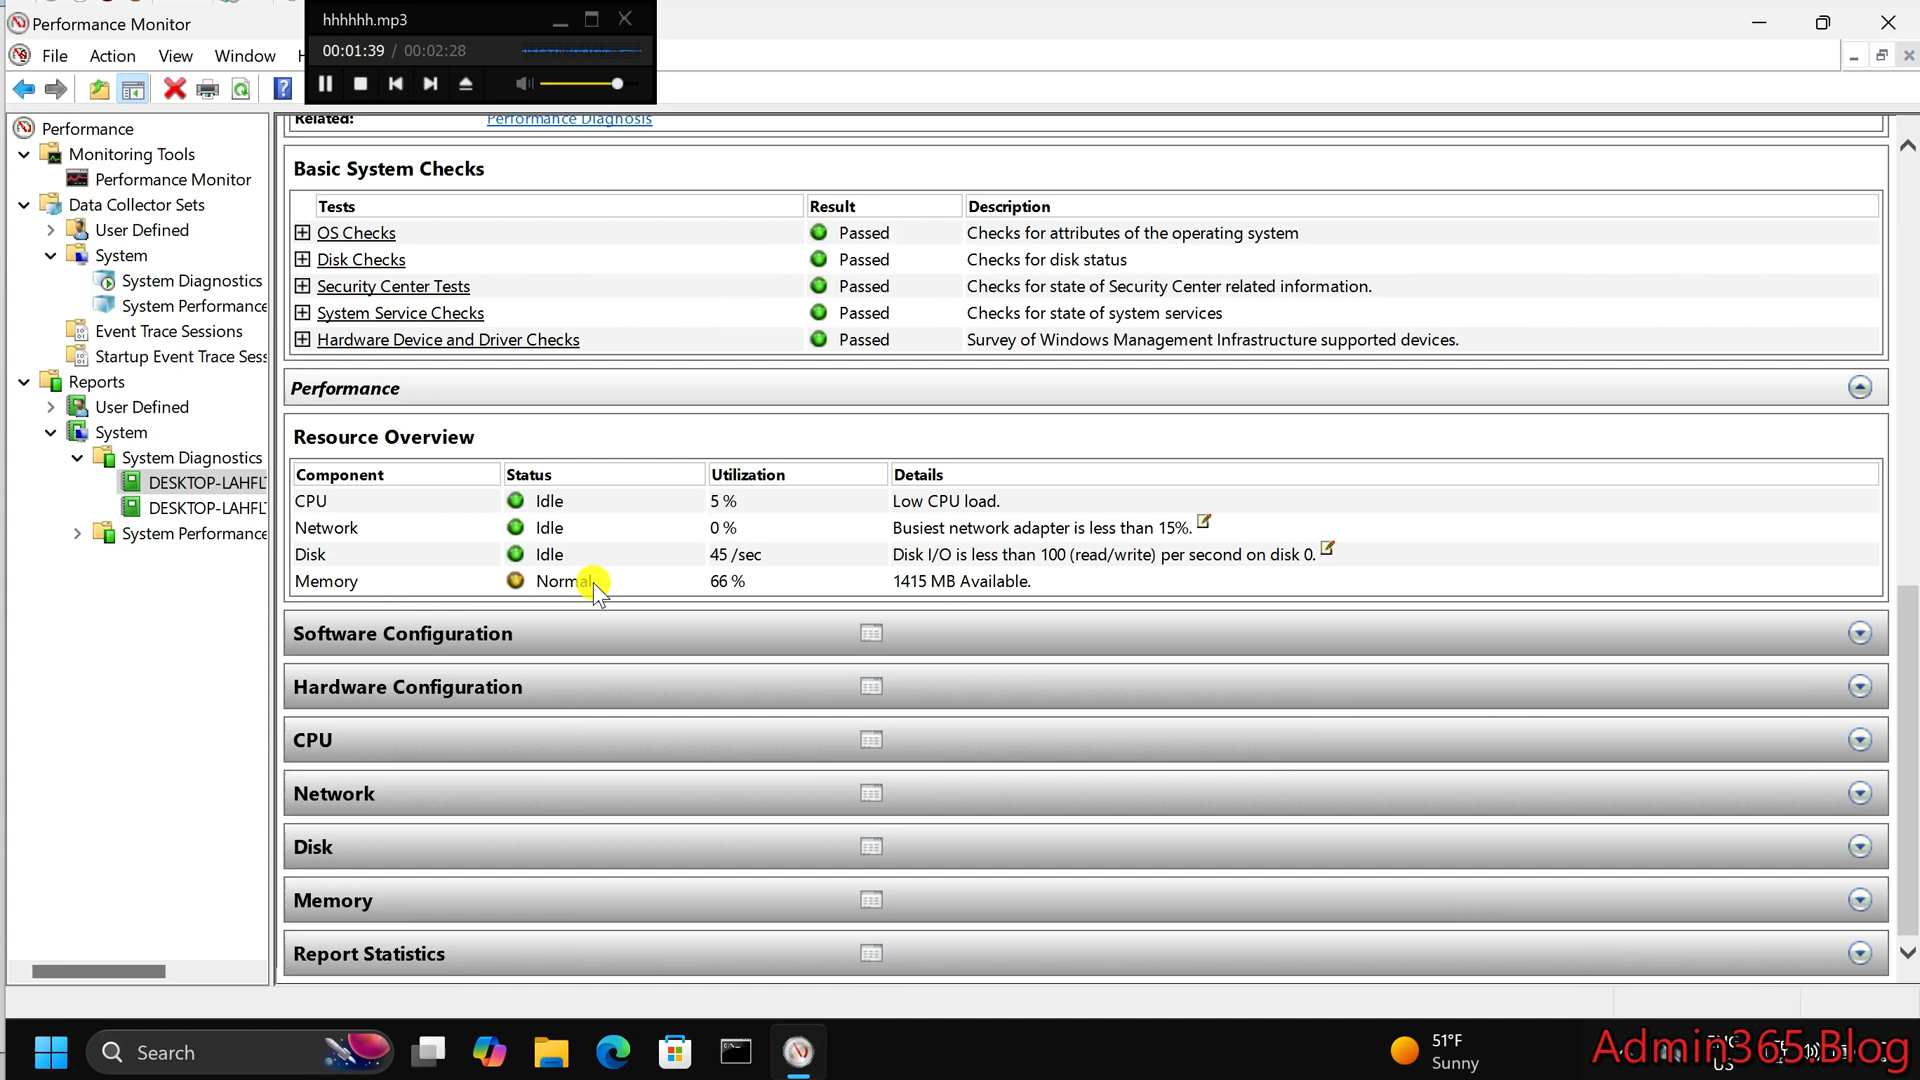 Performance Monitor
hhhhhh.mp3
00:01:39 / 00:02:28
File Action View Window
Performance
Monitoring Tools
Performance Monitor
Data Collector Sets
User Defined
System
System Diagnostics
System Performance
Event Trace Sessions
Startup Event Trace Sess
Reports
User Defined
System
System Diagnostics
DESKTOP-LAHFL
DESKTOP-LAHFL
System Performance
Related: Performance Diagnosis
Basic System Checks
Tests Result Description
OS Checks Passed Checks for attributes of the operating system
Disk Checks Passed Checks for disk status
Security Center Tests Passed Checks for state of Security Center related information.
System Service Checks Passed Checks for state of system services
Hardware Device and Driver Checks Passed Survey of Windows Management Infrastructure supported devices.
Performance
Resource Overview
Component Status Utilization Details
CPU Idle 5 % Low CPU load.
Network Idle 0 % Busiest network adapter is less than 15%.
Disk Idle 45 /sec Disk I/O is less than 100 (read/write) per second on disk 0.
Memory Normal 66 % 1415 MB Available.
Software Configuration
Hardware Configuration
CPU
Network
Disk
Memory
Report Statistics
Search
51°F
Sunny
Admin365.Blog